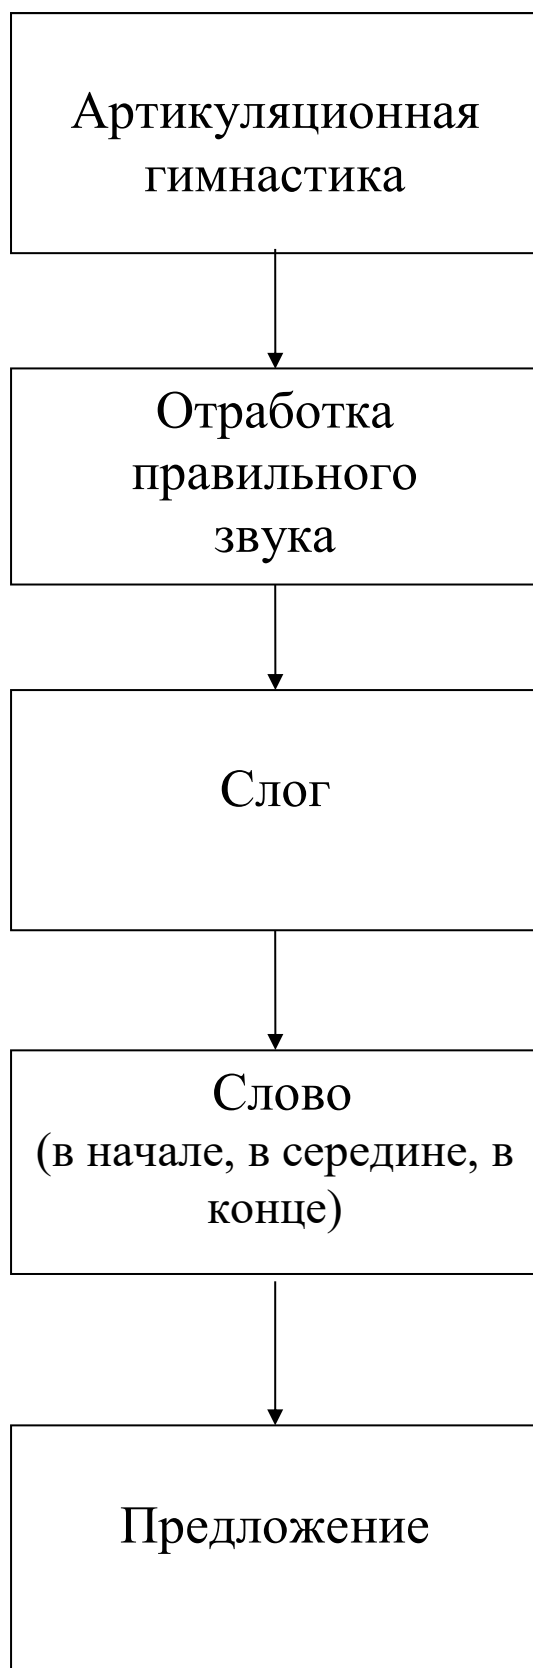 Артикуляционная
гимнастика
Отработка
правильного
звука
Слог
Слово
(в начале, в середине, в
конце)
Предложение